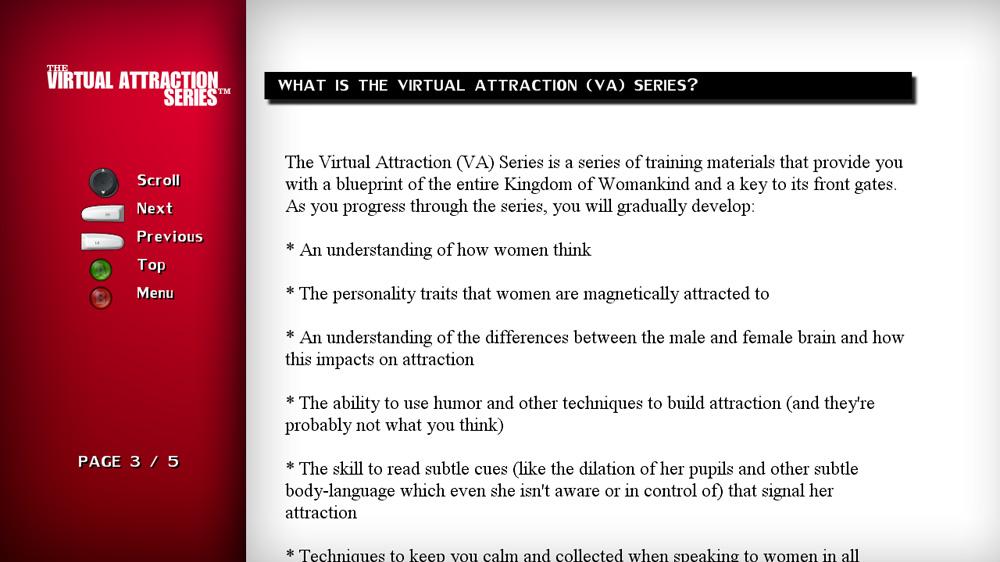 THE
VIRTUAL ATTRACTION
SERIES™
Scroll
Next
Previous
Top
Menu
PAGE 3 / 5
WHAT IS THE VIRTUAL ATTRACTION (VA) SERIES?
The Virtual Attraction (VA) Series is a series of training materials that provide you
with a blueprint of the entire Kingdom of Womankind and a key to its front gates.
As you progress through the series, you will gradually develop:
* An understanding of how women think
* The personality traits that women are magnetically attracted to
* An understanding of the differences between the male and female brain and how
this impacts on attraction
* The ability to use humor and other techniques to build attraction (and they're
probably not what you think)
* The skill to read subtle cues (like the dilation of her pupils and other subtle
body-language which even she isn't aware or in control of) that signal her
attraction
* Techniques to keep you calm and collected when speaking to women in all